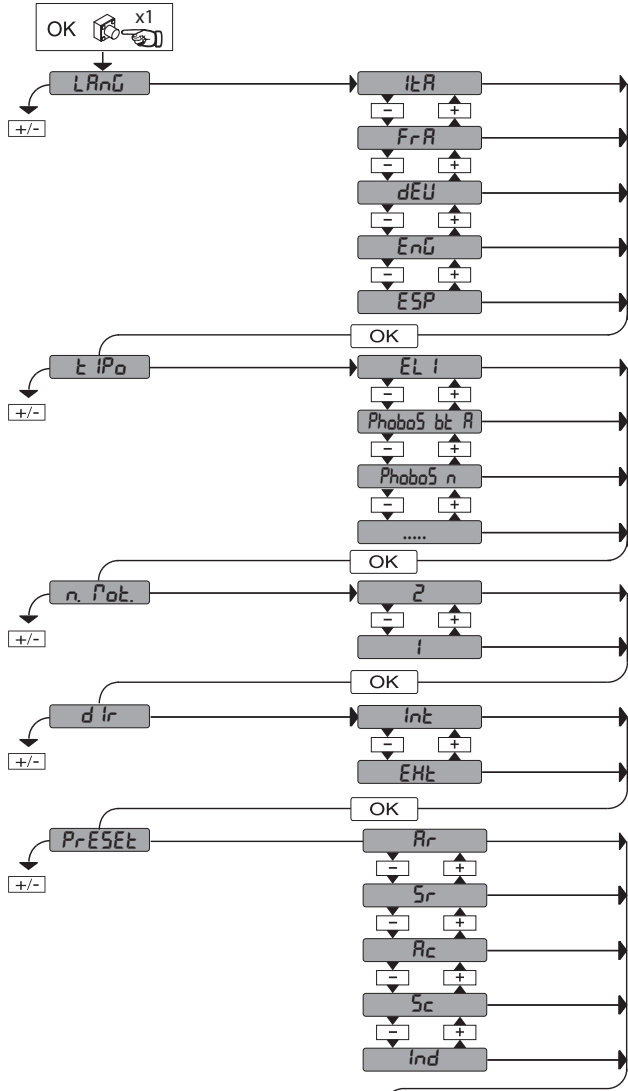 OK x1
LAnG ItA
+/-
- +
FrA
- +
dEU
- +
EnG
- +
ESP
OK
tIPo EL I
+/-
- +
PhoboS bt A
- +
PhoboS n
- +
.....
OK
n. Mot. 2
+/-
- +
1
OK
dIr Int
+/-
- +
EHt
OK
PrESEt Ar
+/-
- +
Sr
- +
Ac
- +
Sc
- +
Ind